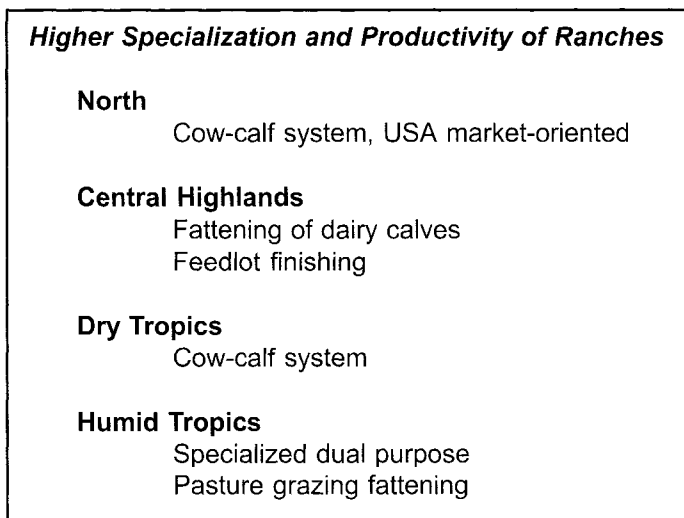 Higher Specialization and Productivity of Ranches
North
Cow-calf system, USA market-oriented
Central Highlands
Fattening of dairy calves
Feedlot finishing
Dry Tropics
Cow-calf system
Humid Tropics
Specialized dual purpose
Pasture grazing fattening